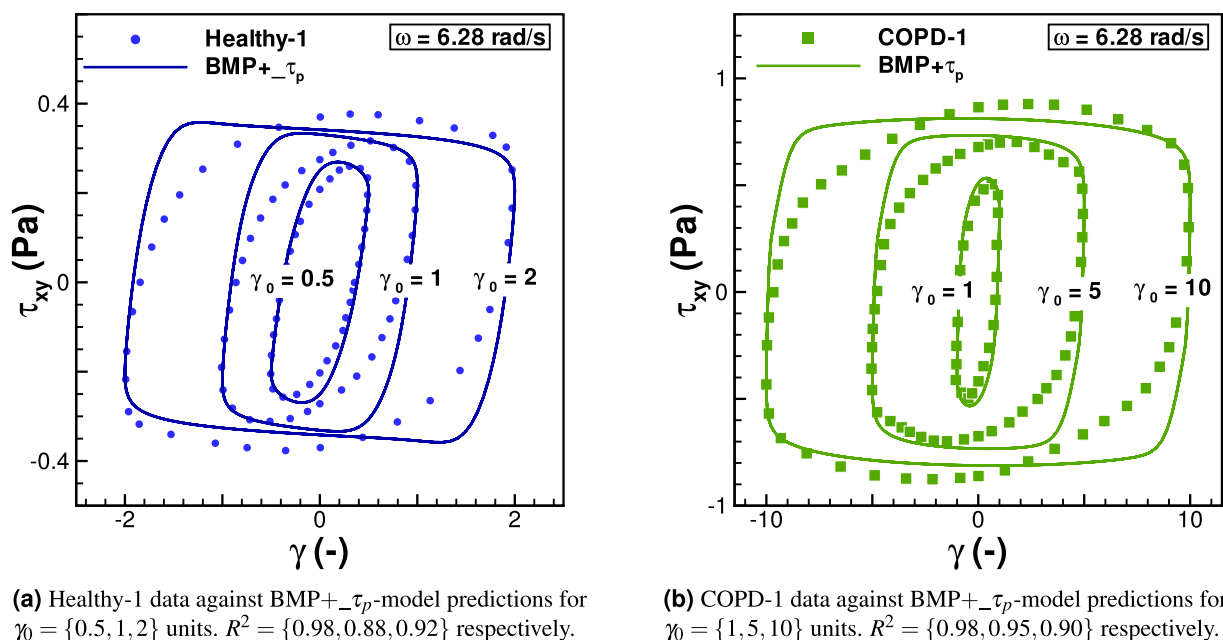 Healthy-1
BMP+_τp
ω = 6.28 rad/s
0.4
0
-0.4
τxy (Pa)
γ0 = 0.5
γ0 = 1
γ0 = 2
-2
0
2
γ (-)
(a) Healthy-1 data against BMP+_τp-model predictions for
γ0 = {0.5,1,2} units. R² = {0.98,0.88,0.92} respectively.
COPD-1
BMP+τp
ω = 6.28 rad/s
1
0
-1
τxy (Pa)
γ0 = 1
γ0 = 5
γ0 = 10
-10
0
10
γ (-)
(b) COPD-1 data against BMP+_τp-model predictions for
γ0 = {1,5,10} units. R² = {0.98,0.95,0.90} respectively.